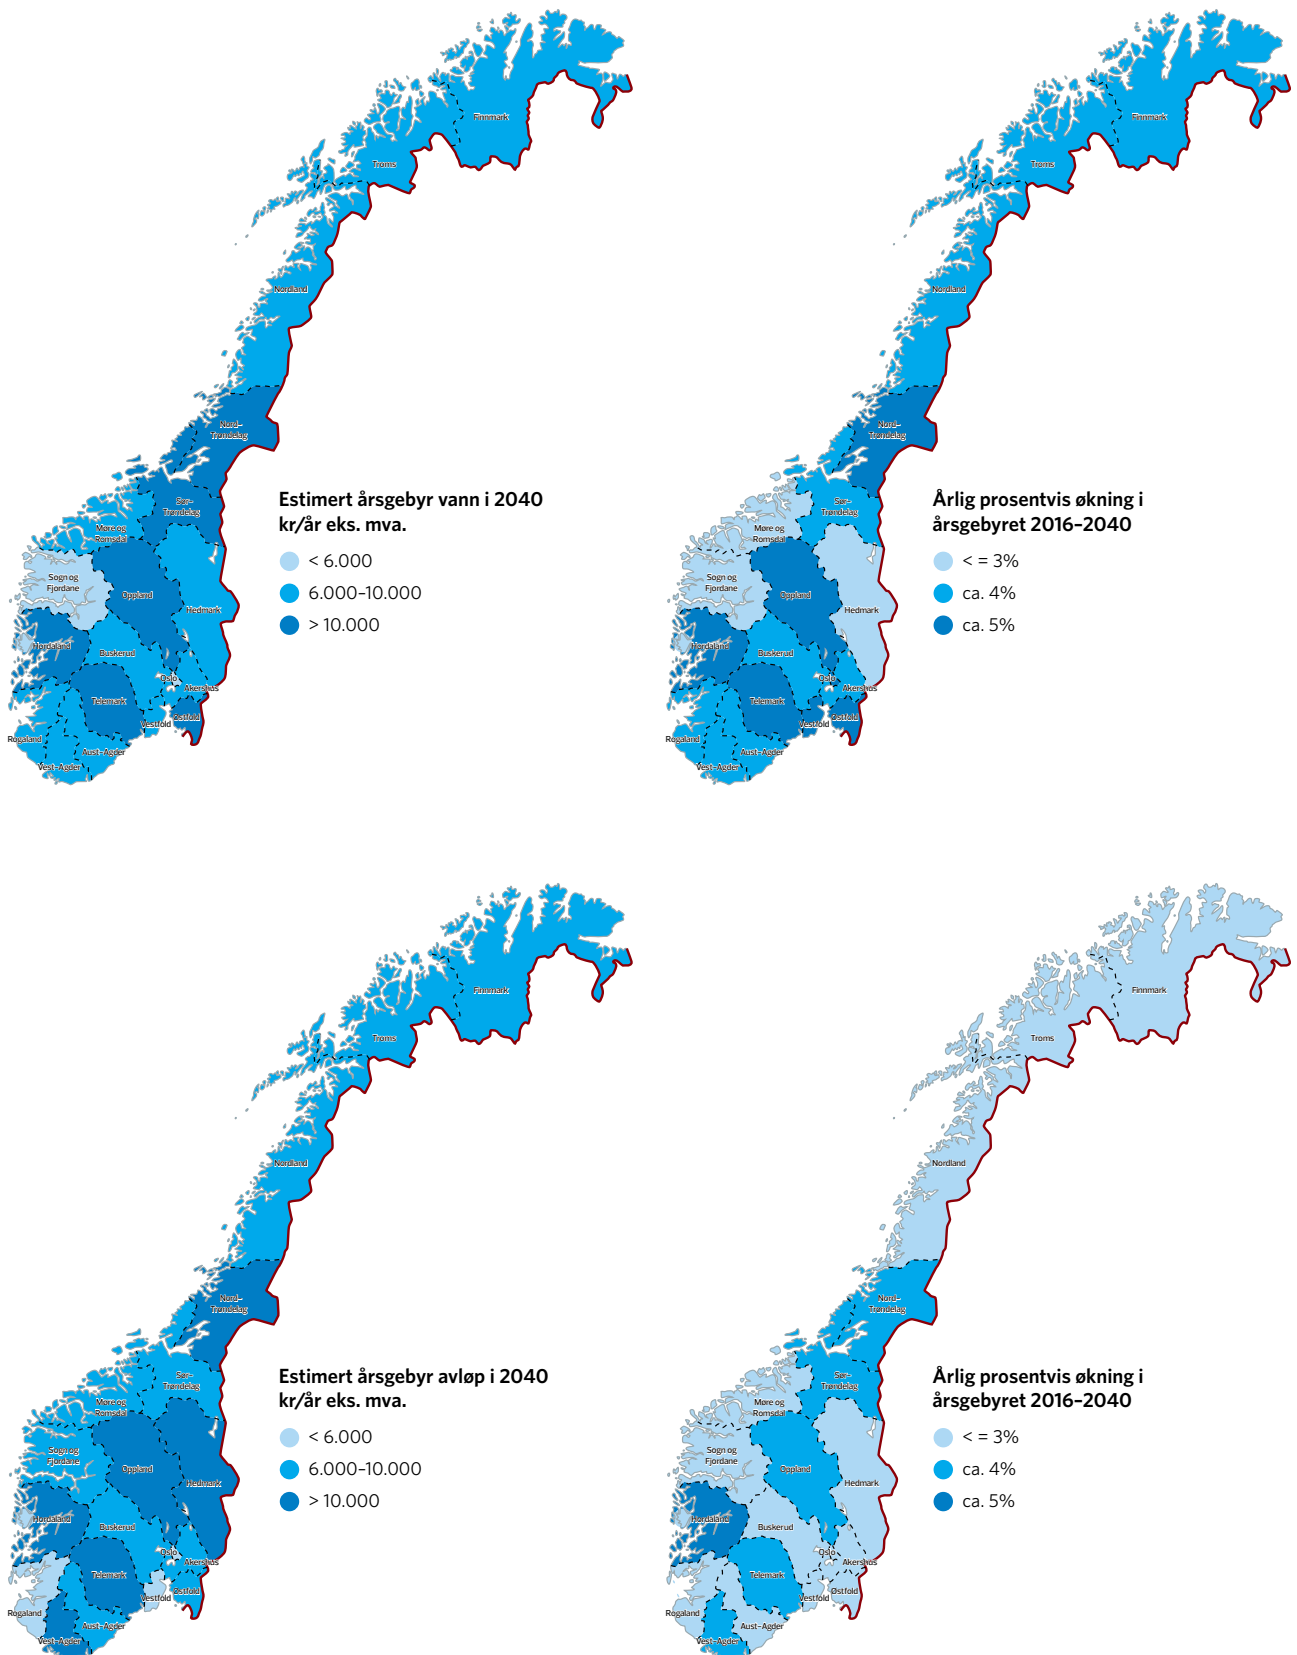 Finnmark
Troms
Nordland
Nord-
Trøndelag
Sør-
Trøndelag
Møre og
Romsdal
Sogn og
Fjordane
Oppland
Hedmark
Hordaland
Buskerud
Oslo
Akershus
Telemark
Vestfold
Østfold
Rogaland
Aust-Agder
Vest-Agder
Estimert årsgebyr vann i 2040
kr/år eks. mva.
< 6.000
6.000–10.000
> 10.000
Finnmark
Troms
Nordland
Nord-
Trøndelag
Sør-
Trøndelag
Møre og
Romsdal
Sogn og
Fjordane
Oppland
Hedmark
Hordaland
Buskerud
Oslo
Akershus
Telemark
Vestfold
Østfold
Rogaland
Aust-Agder
Vest-Agder
Årlig prosentvis økning i
årsgebyret 2016–2040
< = 3%
ca. 4%
ca. 5%
Finnmark
Troms
Nordland
Nord-
Trøndelag
Sør-
Trøndelag
Møre og
Romsdal
Sogn og
Fjordane
Oppland
Hedmark
Hordaland
Buskerud
Oslo
Akershus
Telemark
Vestfold
Østfold
Rogaland
Aust-Agder
Vest-Agder
Estimert årsgebyr avløp i 2040
kr/år eks. mva.
< 6.000
6.000–10.000
> 10.000
Finnmark
Troms
Nordland
Nord-
Trøndelag
Sør-
Trøndelag
Møre og
Romsdal
Sogn og
Fjordane
Oppland
Hedmark
Hordaland
Buskerud
Oslo
Akershus
Telemark
Vestfold
Østfold
Rogaland
Aust-Agder
Vest-Agder
Årlig prosentvis økning i
årsgebyret 2016–2040
< = 3%
ca. 4%
ca. 5%